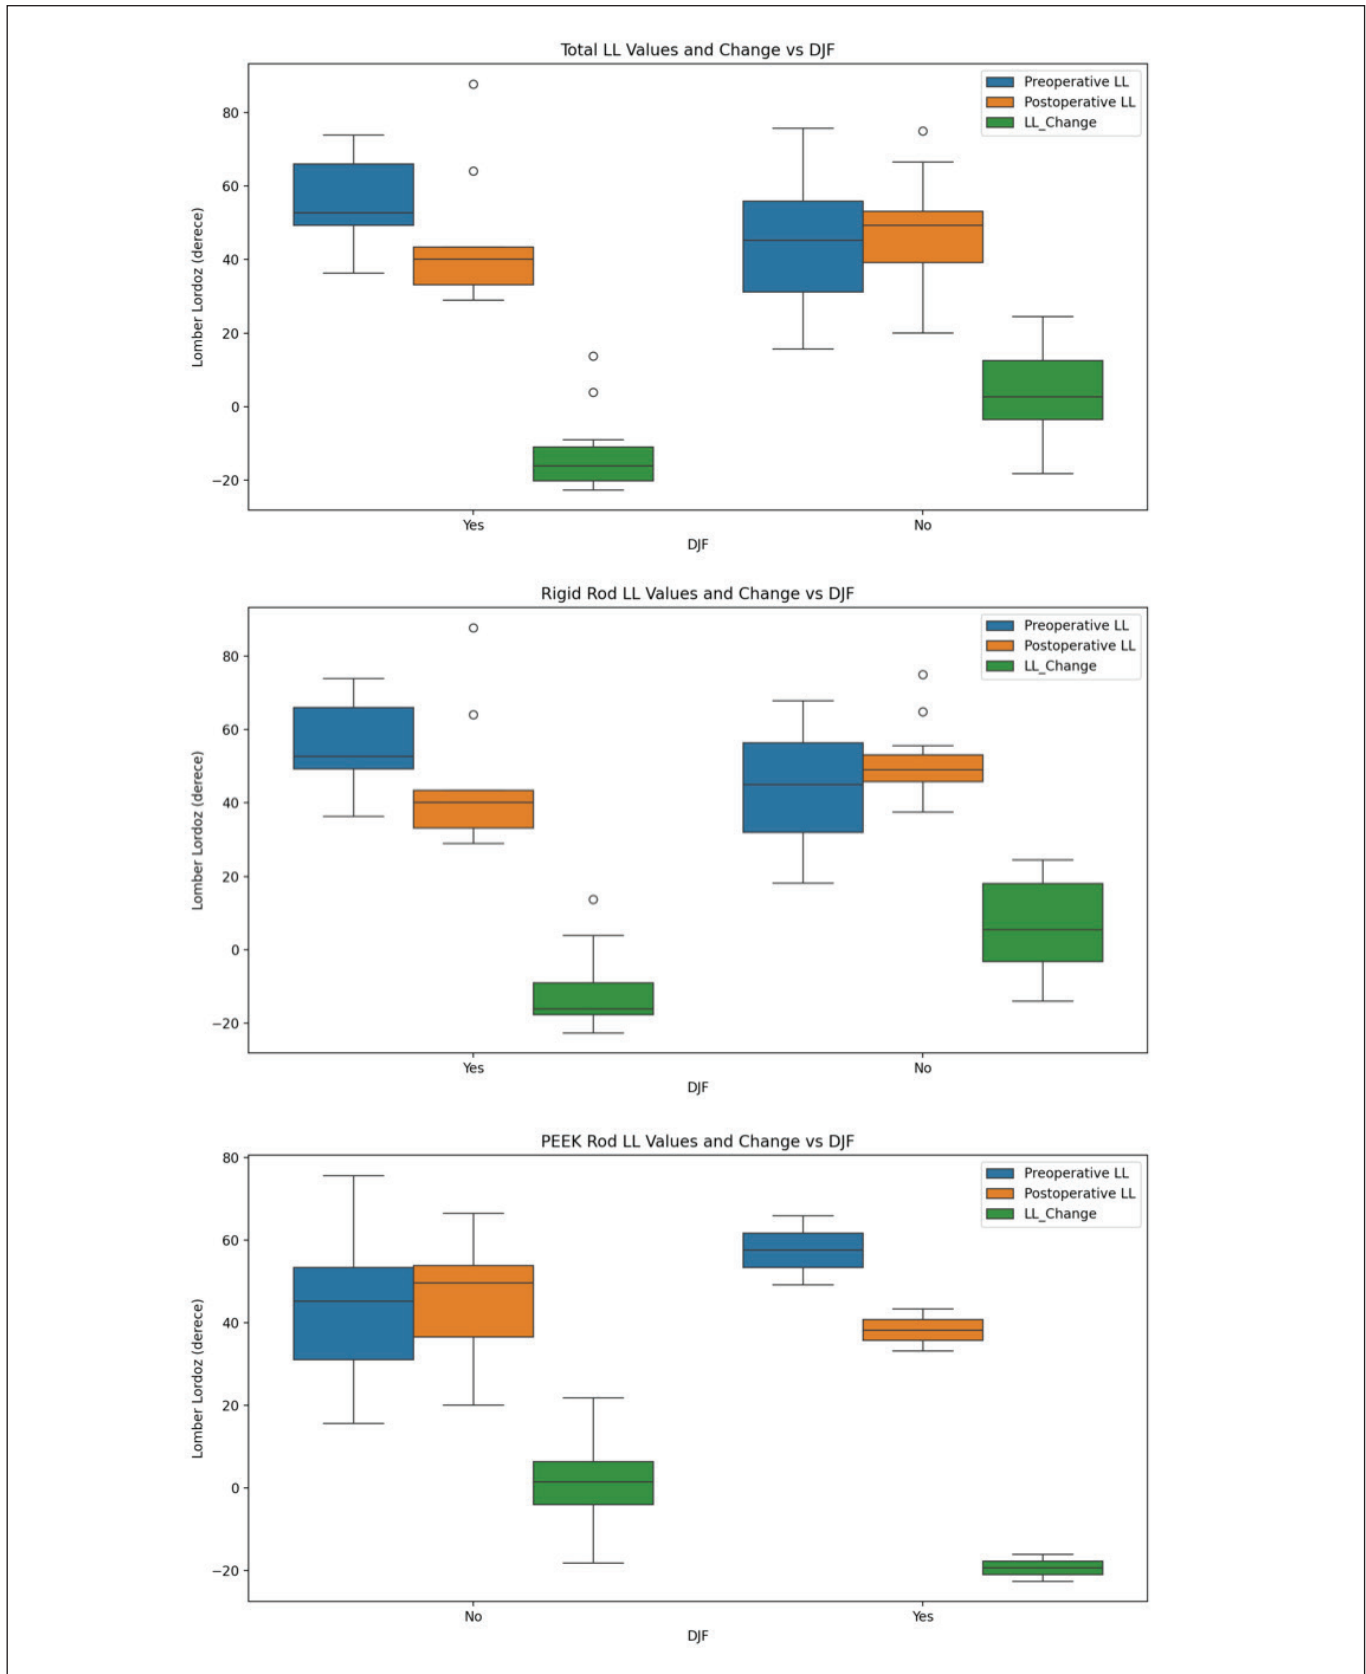 Total LL Values and Change vs DJF
Preoperative LL
Postoperative LL
LL_Change
Lomber Lordoz (derece)
80
60
40
20
0
−20
Yes
No
DJF
Rigid Rod LL Values and Change vs DJF
Preoperative LL
Postoperative LL
LL_Change
Lomber Lordoz (derece)
80
60
40
20
0
−20
Yes
No
DJF
PEEK Rod LL Values and Change vs DJF
Preoperative LL
Postoperative LL
LL_Change
Lomber Lordoz (derece)
80
60
40
20
0
−20
No
Yes
DJF